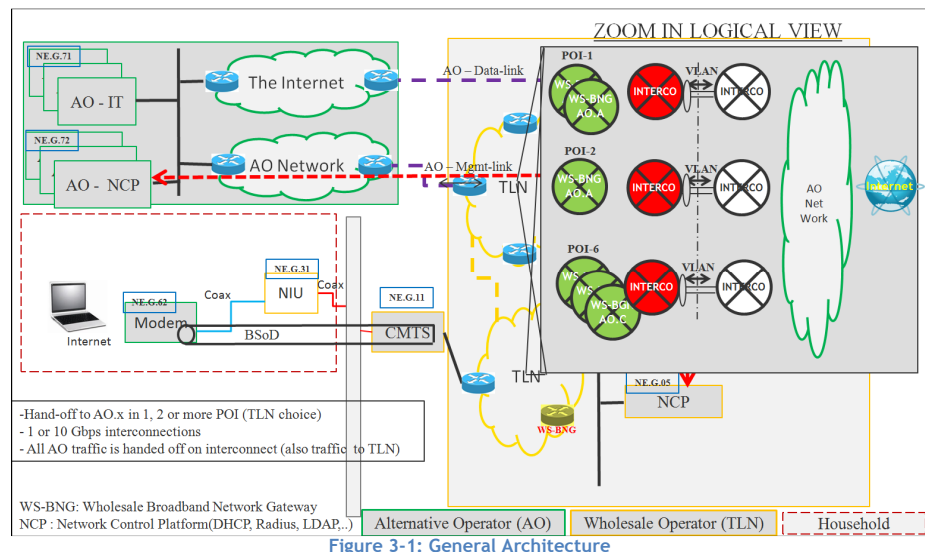 ZOOM IN LOGICAL VIEW
NE.G.71
AO - IT
The Internet
AO – Data-link
POI-1
VLAN
WS-BNG
AO.A
INTERCO
INTERCO
NE.G.72
AO - NCP
AO Network
AO – Mgmt-link
TLN
POI-2
VLAN
WS-BNG
AO.A
INTERCO
INTERCO
AO
Net
Work
Internet
POI-6
VLAN
WS
AO.C
INTERCO
INTERCO
NE.G.31
NIU
Coax
Coax
NE.G.62
Modem
Internet
BSoD
NE.G.11
CMTS
TLN
WS-BNG
NE.G.05
NCP
-Hand-off to AO.x in 1, 2 or more POI (TLN choice)
- 1 or 10 Gbps interconnections
- All AO traffic is handed off on interconnect (also traffic to TLN)
WS-BNG: Wholesale Broadband Network Gateway
NCP : Network Control Platform(DHCP, Radius, LDAP,..)
Alternative Operator (AO)
Wholesale Operator (TLN)
Household
Figure 3-1: General Architecture